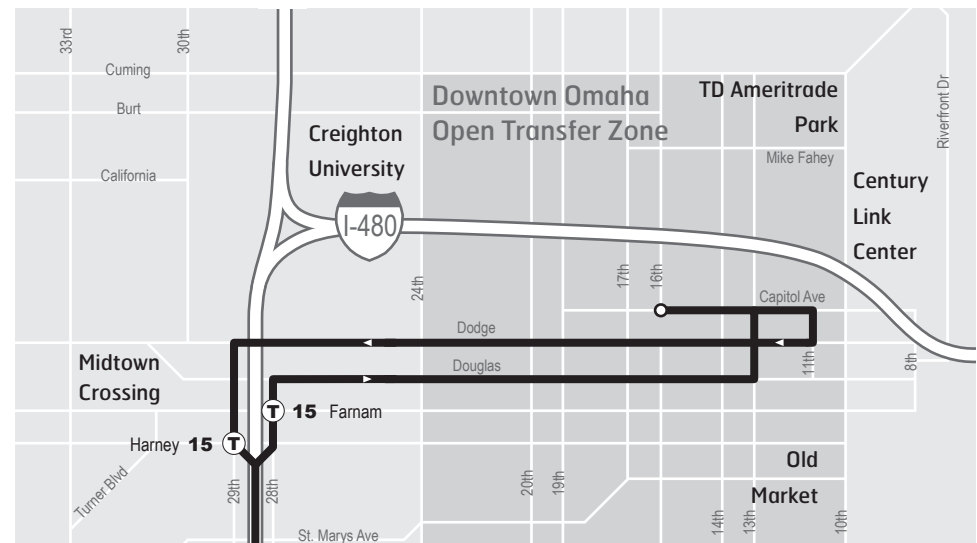 33rd
30th
Cuming
Burt
California
Creighton
University
I-480
Downtown Omaha
Open Transfer Zone
TD Ameritrade
Park
Mike Fahey
Riverfront Dr
Century
Link
Center
24th
17th
16th
Capitol Ave
Dodge
Douglas
11th
8th
Midtown
Crossing
T 15 Farnam
Harney 15 T
Turner Blvd
29th
28th
St. Marys Ave
20th
19th
Old
Market
14th
13th
10th